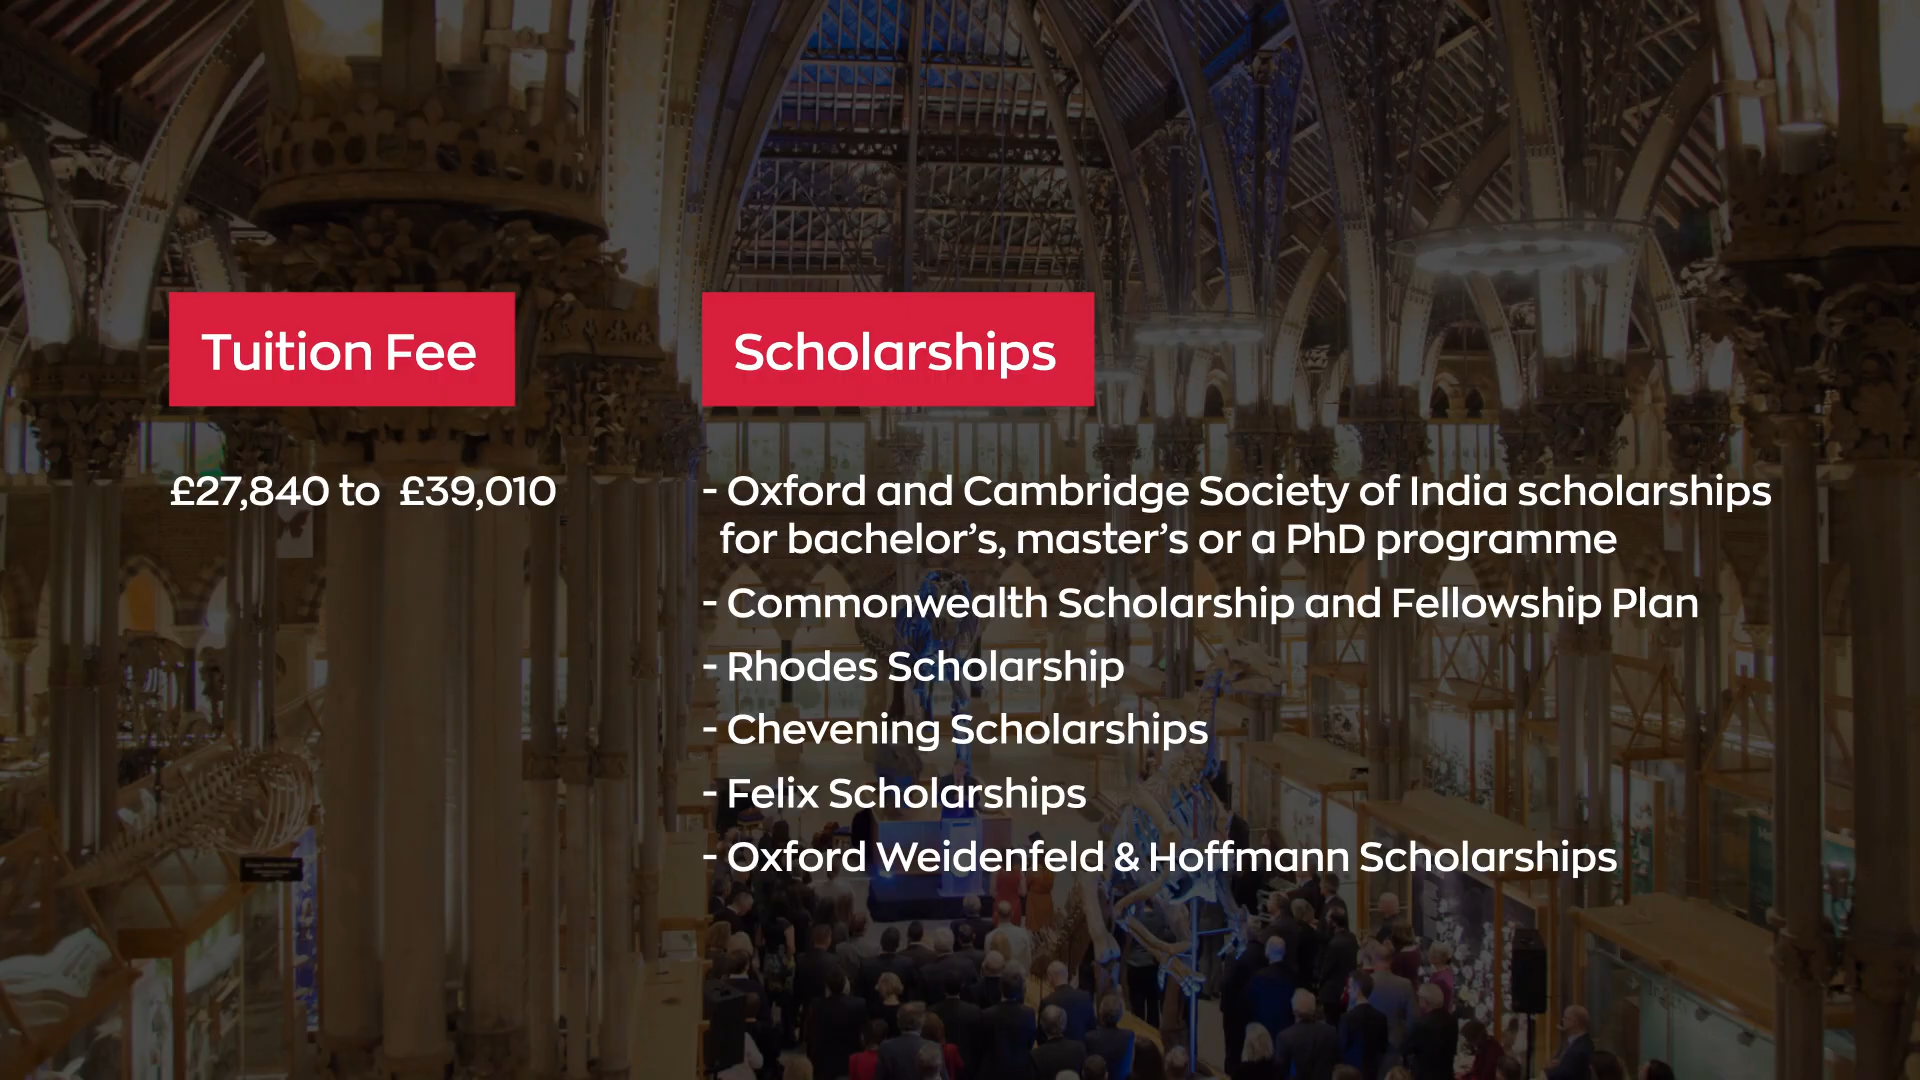 Tuition Fee
£27,840 to £39,010
Scholarships
- Oxford and Cambridge Society of India scholarships
for bachelor’s, master’s or a PhD programme
- Commonwealth Scholarship and Fellowship Plan
- Rhodes Scholarship
- Chevening Scholarships
- Felix Scholarships
- Oxford Weidenfeld & Hoffmann Scholarships